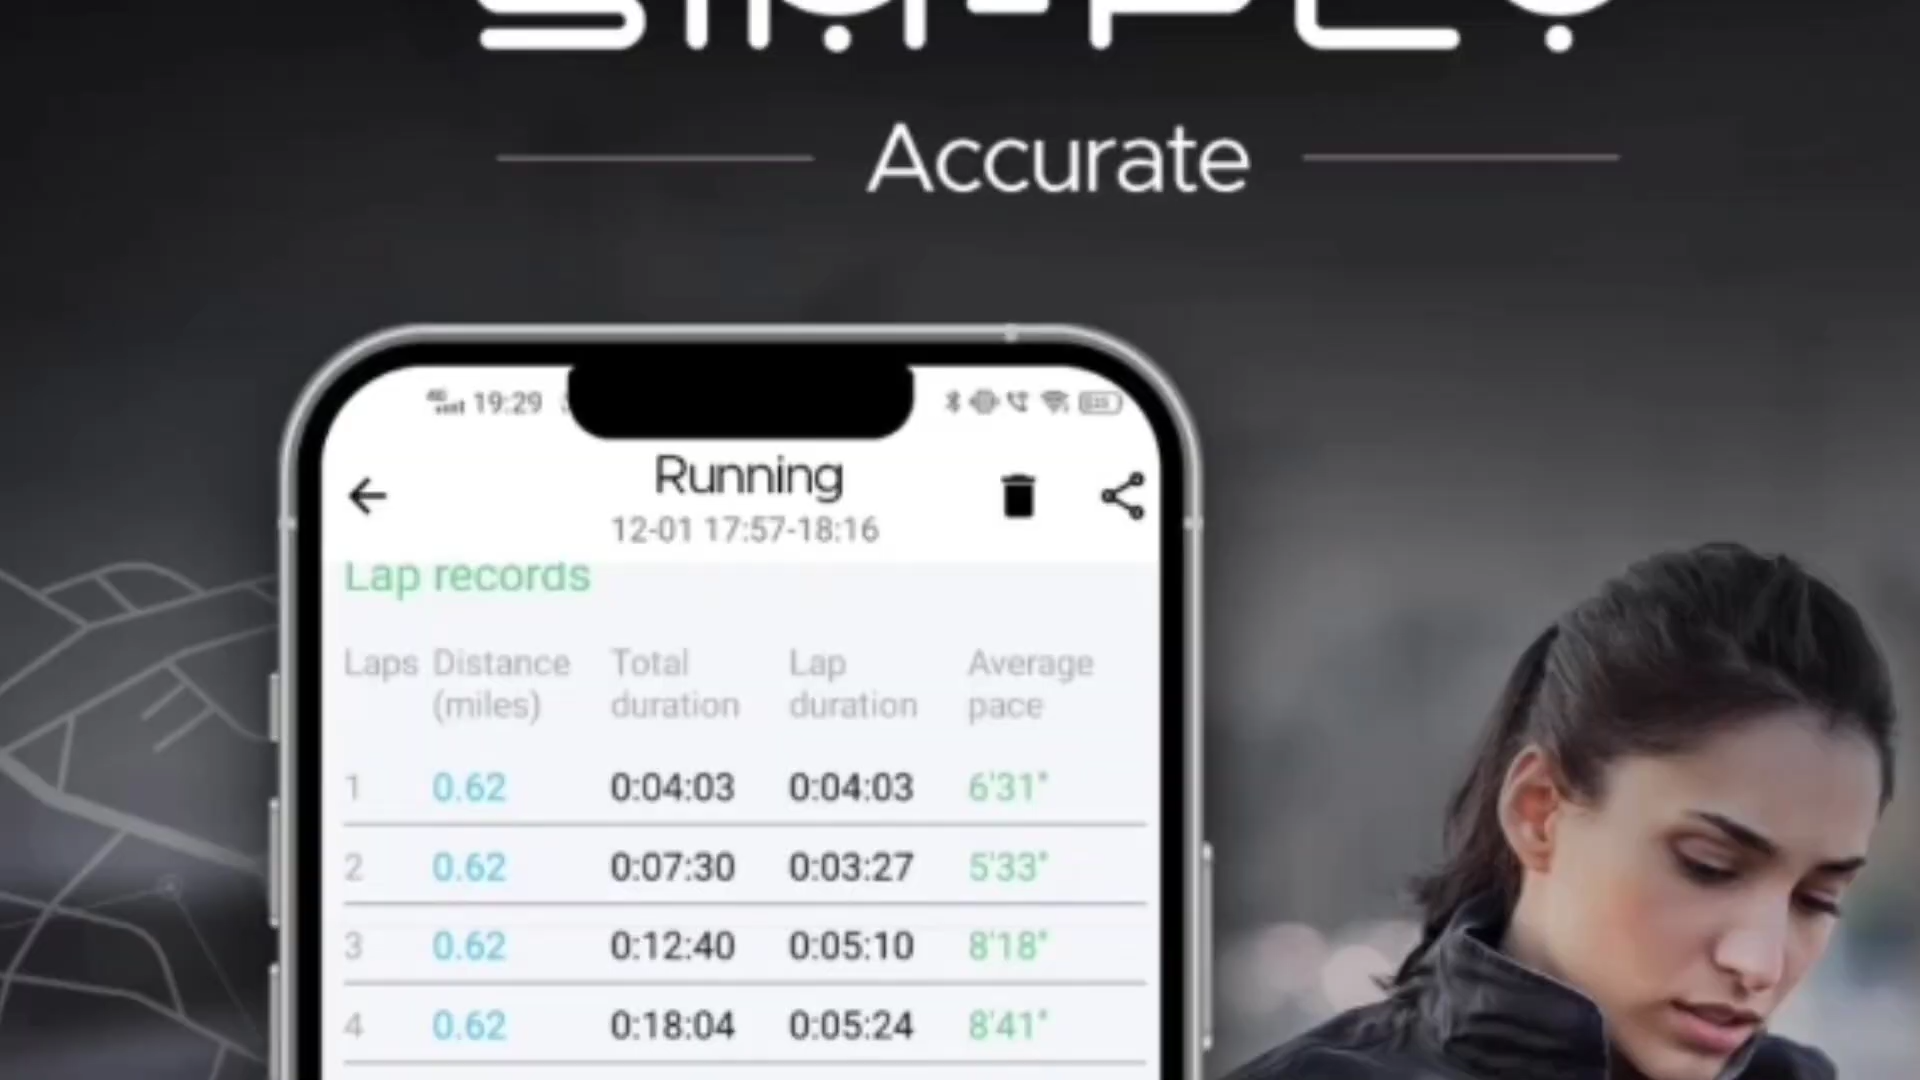 SIMPLY
Accurate
19:29
Running
12-01 17:57-18:16
Lap records
Laps Distance (miles) Total duration Lap duration Average pace
1 0.62 0:04:03 0:04:03 6'31"
2 0.62 0:07:30 0:03:27 5'33"
3 0.62 0:12:40 0:05:10 8'18"
4 0.62 0:18:04 0:05:24 8'41"